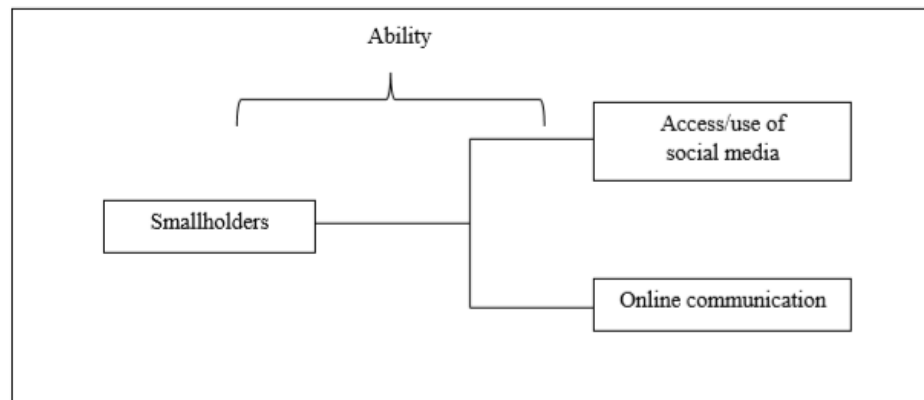 Ability
Access/use of
social media
Smallholders
Online communication